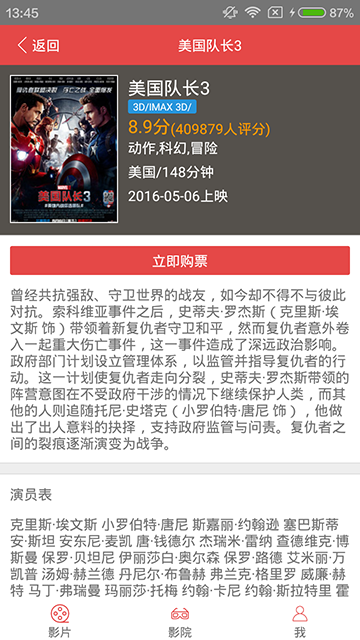 13:45
87%
返回
美国队长3
美国队长3
3D/IMAX 3D/
8.9分(409879人评分)
动作,科幻,冒险
美国/148分钟
2016-05-06上映
MARVEL
美国队长3
立即购票
曾经共抗强敌、守卫世界的战友，如今却不得不与彼此
对抗。索科维亚事件之后，史蒂夫·罗杰斯（克里斯·埃
文斯 饰）带领着新复仇者守卫和平，然而复仇者意外卷
入一起重大伤亡事件，这一事件造成了深远政治影响。
政府部门计划设立管理体系，以监管并指导复仇者的行
动。这一计划使复仇者走向分裂，史蒂夫·罗杰斯带领的
阵营意图在不受政府干涉的情况下继续保护人类，而其
他的人则追随托尼·史塔克（小罗伯特·唐尼 饰），他做
出了出人意料的抉择，支持政府监管与问责。复仇者之
间的裂痕逐渐演变为战争。
演员表
克里斯·埃文斯 小罗伯特·唐尼 斯嘉丽·约翰逊 塞巴斯蒂
安·斯坦 安东尼·麦凯 唐·钱德尔 杰瑞米·雷纳 查德维克·博
斯曼 保罗·贝坦尼 伊丽莎白·奥尔森 保罗·路德 艾米丽·万
凯普 汤姆·赫兰德 丹尼尔·布鲁赫 弗兰克·格里罗 威廉·赫
特 马丁·弗瑞曼 玛丽莎·托梅 约翰·卡尼 约翰·斯拉特里 霍
影片
影院
我